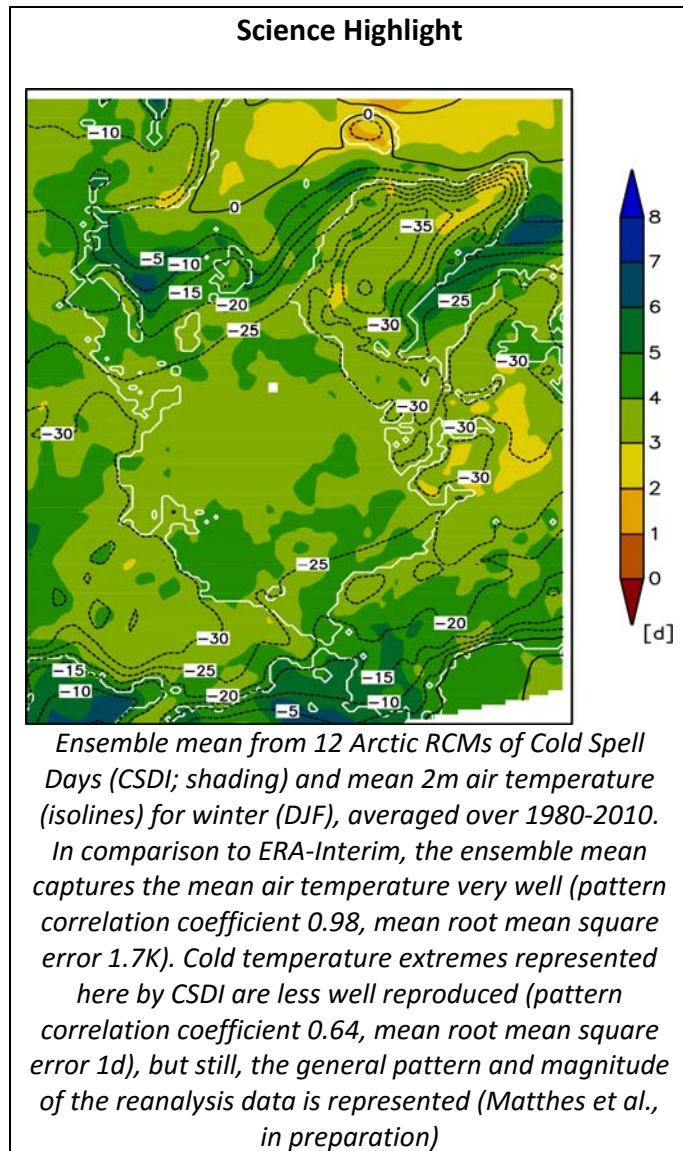 Science Highlight
-10
0
0
-35
-5
-10
-15
-20
-25
-25
-30
-30
-30
-30
-30
-30
-25
-30
-20
-25
-15
-15
-20
-10
-10
-5
8
7
6
5
4
3
2
1
0
[d]
Ensemble mean from 12 Arctic RCMs of Cold Spell
Days (CSDI; shading) and mean 2m air temperature
(isolines) for winter (DJF), averaged over 1980-2010.
In comparison to ERA-Interim, the ensemble mean
captures the mean air temperature very well (pattern
correlation coefficient 0.98, mean root mean square
error 1.7K). Cold temperature extremes represented
here by CSDI are less well reproduced (pattern
correlation coefficient 0.64, mean root mean square
error 1d), but still, the general pattern and magnitude
of the reanalysis data is represented (Matthes et al.,
in preparation)